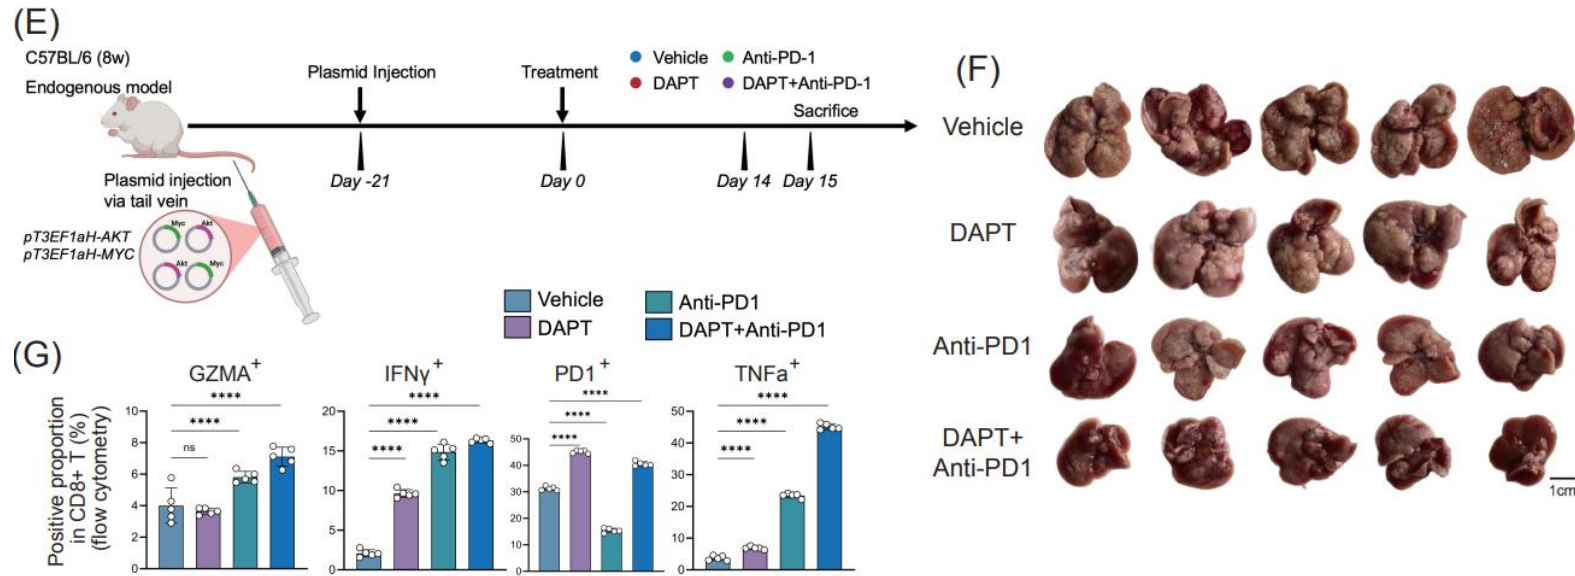 (E)
C57BL/6 (8w)
Endogenous model
Plasmid injection
via tail vein
pT3EF1aH-AKT
pT3EF1aH-MYC
Myc
Akt
Akt
Myc
Plasmid Injection
Treatment
Vehicle
Anti-PD-1
DAPT
DAPT+Anti-PD-1
Sacrifice
Day -21
Day 0
Day 14
Day 15
(F)
Vehicle
DAPT
Anti-PD1
DAPT+
Anti-PD1
1cm
(G)
Vehicle
DAPT
Anti-PD1
DAPT+Anti-PD1
Positive proportion
in CD8+ T (%)
(flow cytometry)
GZMA+
****
****
ns
10
8
6
4
2
0
IFNγ+
****
****
****
20
15
10
5
0
PD1+
****
****
****
50
40
30
20
10
0
TNFa+
****
****
****
50
40
30
20
10
0